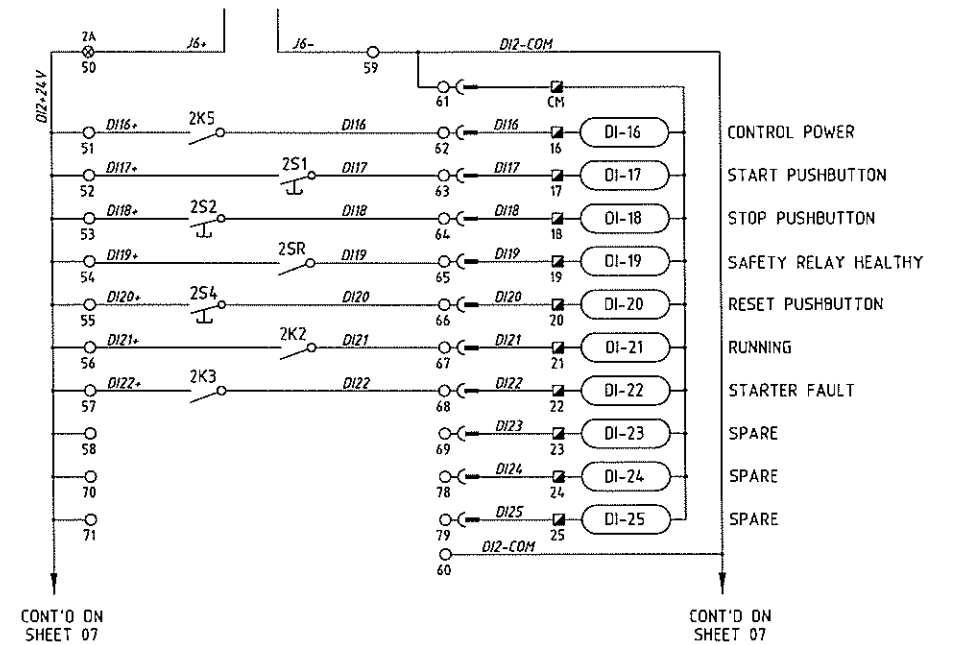 2A J6+ J6- DI2-COM
50 59
DI2+24V
61 CM
DI16+ 2K5 DI16 DI16 DI-16 CONTROL POWER
51 62 16
DI17+ 2S1 DI17 DI17 DI-17 START PUSHBUTTON
52 63 17
DI18+ 2S2 DI18 DI18 DI-18 STOP PUSHBUTTON
53 64 18
DI19+ 2SR DI19 DI19 DI-19 SAFETY RELAY HEALTHY
54 65 19
DI20+ 2S4 DI20 DI20 DI-20 RESET PUSHBUTTON
55 66 20
DI21+ 2K2 DI21 DI21 DI-21 RUNNING
56 67 21
DI22+ 2K3 DI22 DI22 DI-22 STARTER FAULT
57 68 22
DI23 DI-23 SPARE
58 69 23
DI24 DI-24 SPARE
70 78 24
DI25 DI-25 SPARE
71 79 25
DI2-COM
60
CONT'D ON CONT'D ON
SHEET 07 SHEET 07